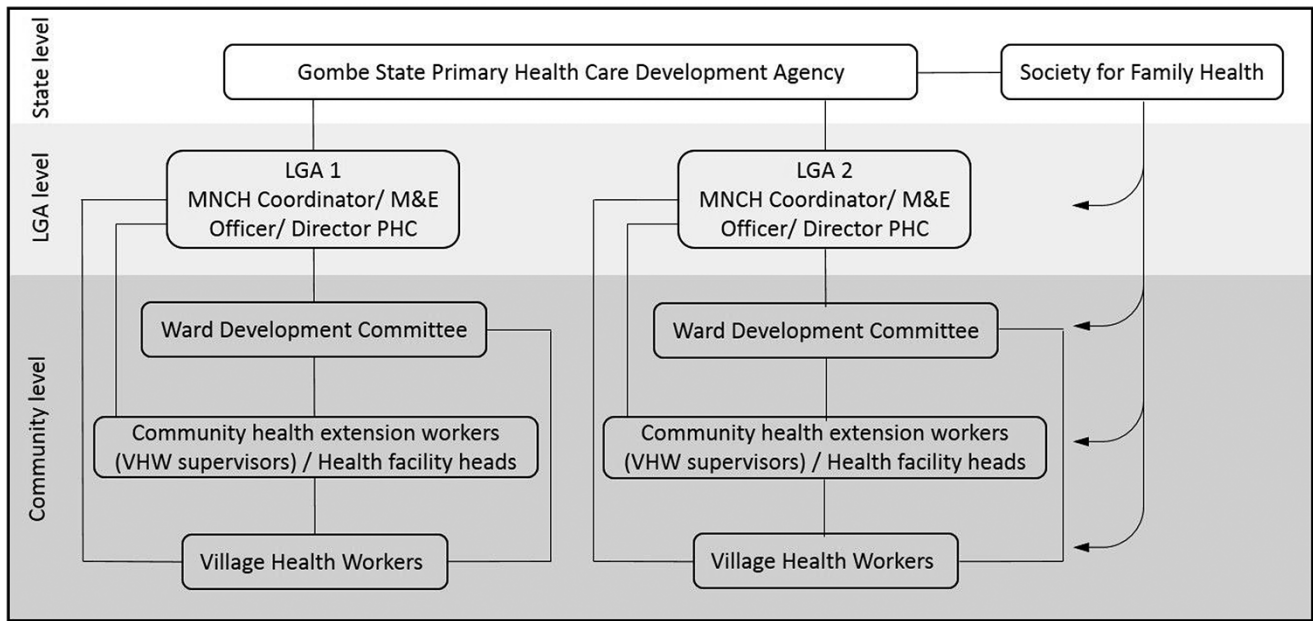 State level
Gombe State Primary Health Care Development Agency
Society for Family Health
LGA level
LGA 1
MNCH Coordinator/ M&E
Officer/ Director PHC
LGA 2
MNCH Coordinator/ M&E
Officer/ Director PHC
Community level
Ward Development Committee
Ward Development Committee
Community health extension workers
(VHW supervisors) / Health facility heads
Community health extension workers
(VHW supervisors) / Health facility heads
Village Health Workers
Village Health Workers